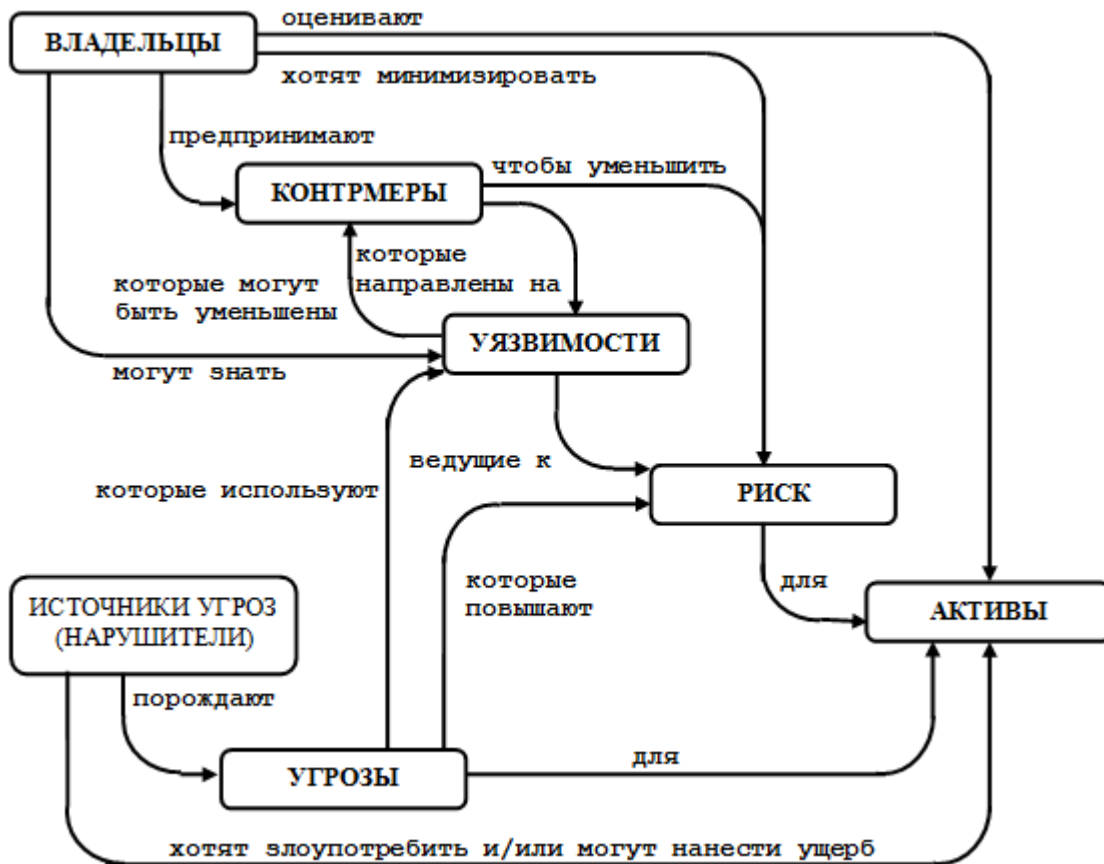 оценивают
ВЛАДЕЛЬЦЫ
хотят минимизировать
предпринимают
чтобы уменьшить
КОНТРМЕРЫ
которые
направлены на
которые могут
быть уменьшены
УЯЗВИМОСТИ
могут знать
ведущие к
которые используют
РИСК
которые
повышают
для
ИСТОЧНИКИ УГРОЗ
(НАРУШИТЕЛИ)
АКТИВЫ
порождают
УГРОЗЫ
для
хотят злоупотребить и/или могут нанести ущерб